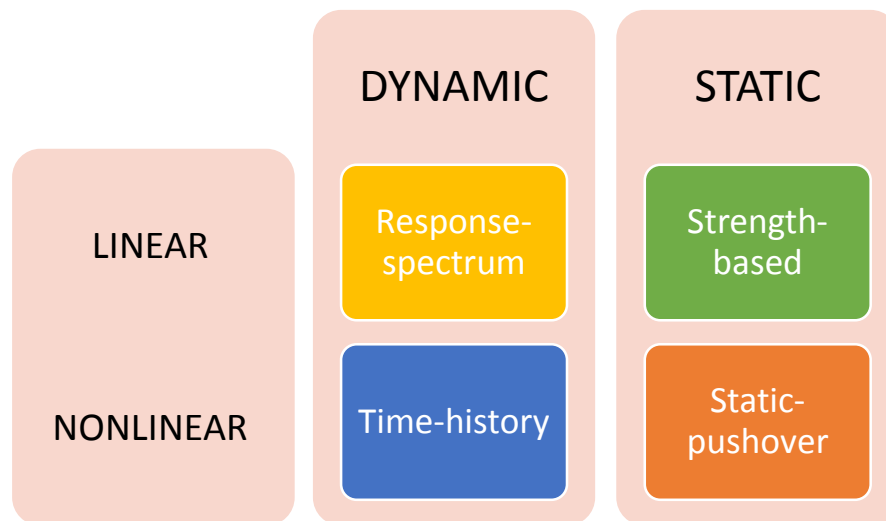 DYNAMIC
STATIC
LINEAR
Response-
spectrum
Strength-
based
NONLINEAR
Time-history
Static-
pushover